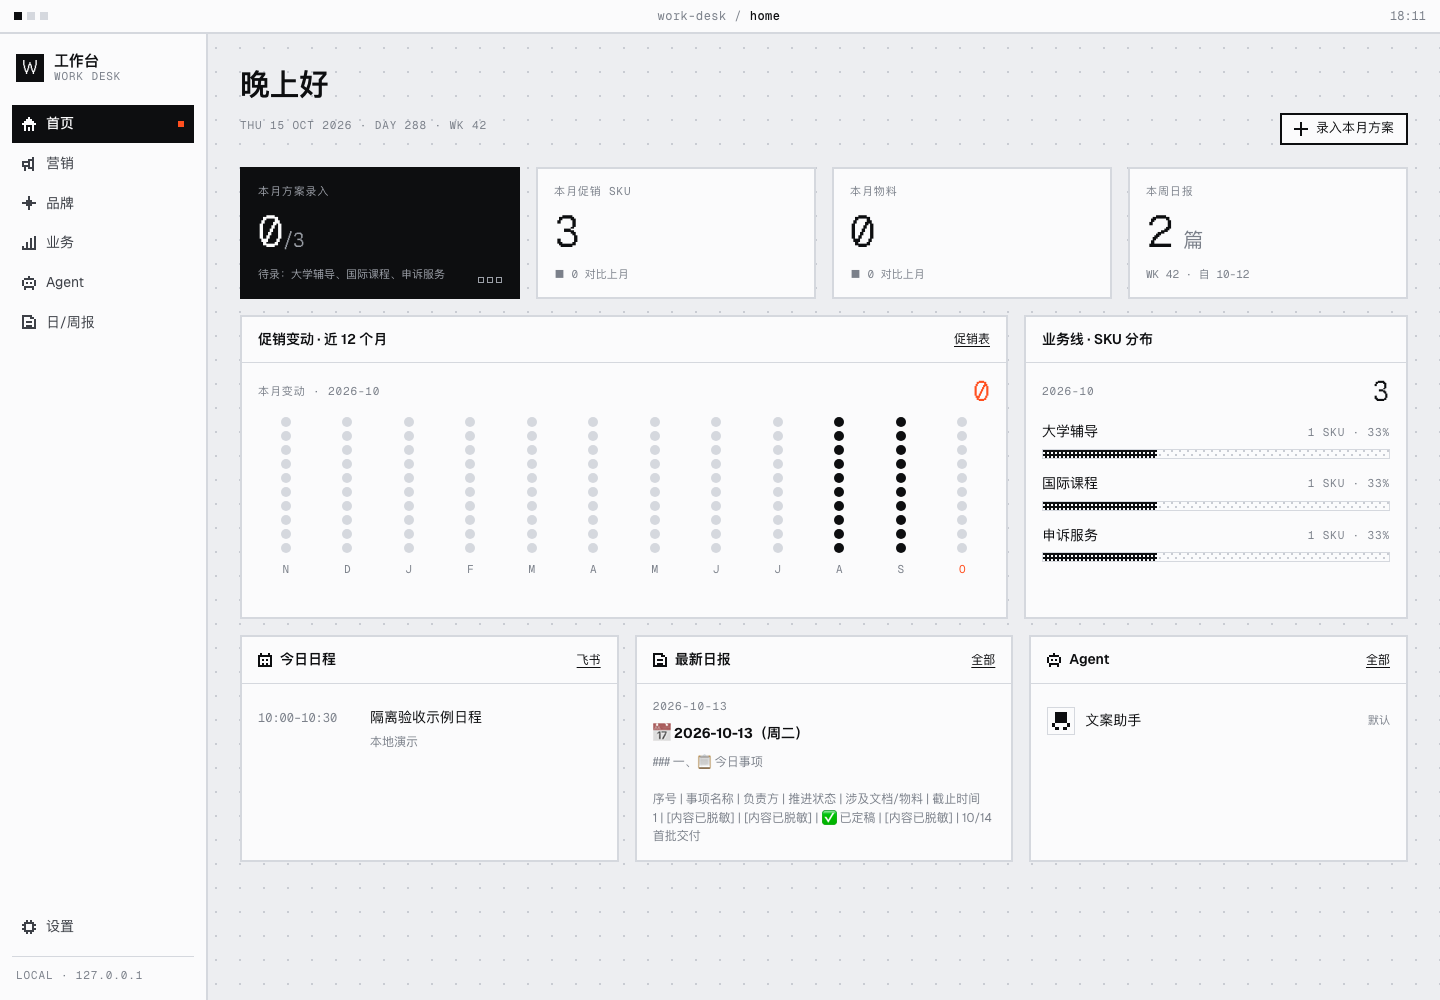 work-desk / home
18:11
W
工作台
WORK DESK
首页
营销
品牌
业务
Agent
日/周报
设置
LOCAL · 127.0.0.1
晚上好
THU 15 OCT 2026 · DAY 288 · WK 42
录入本月方案
本月方案录入
0/3
待录：大学辅导、国际课程、申诉服务
本月促销 SKU
3
0 对比上月
本月物料
0
0 对比上月
本周日报
2 篇
WK 42 · 自 10-12
促销变动 · 近 12 个月
促销表
本月变动 · 2026-10
0
N D J F M A M J J A S O
业务线 · SKU 分布
2026-10
3
大学辅导
1 SKU · 33%
国际课程
1 SKU · 33%
申诉服务
1 SKU · 33%
今日日程
飞书
10:00-10:30
隔离验收示例日程
本地演示
最新日报
全部
2026-10-13
📅 2026-10-13（周二）
### 一、📋 今日事项
序号 | 事项名称 | 负责方 | 推进状态 | 涉及文档/物料 | 截止时间
1 | [内容已脱敏] | [内容已脱敏] | ✅ 已定稿 | [内容已脱敏] | 10/14
首批交付
Agent
全部
文案助手
默认